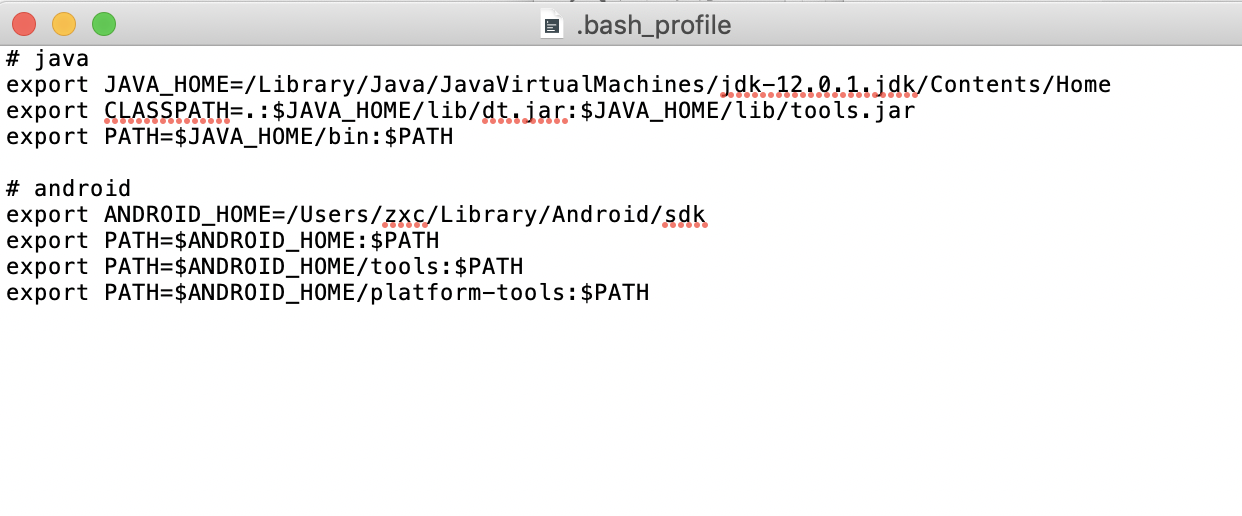 .bash_profile
# java
export JAVA_HOME=/Library/Java/JavaVirtualMachines/jdk-12.0.1.jdk/Contents/Home
export CLASSPATH=.:$JAVA_HOME/lib/dt.jar:$JAVA_HOME/lib/tools.jar
export PATH=$JAVA_HOME/bin:$PATH
# android
export ANDROID_HOME=/Users/zxc/Library/Android/sdk
export PATH=$ANDROID_HOME:$PATH
export PATH=$ANDROID_HOME/tools:$PATH
export PATH=$ANDROID_HOME/platform-tools:$PATH